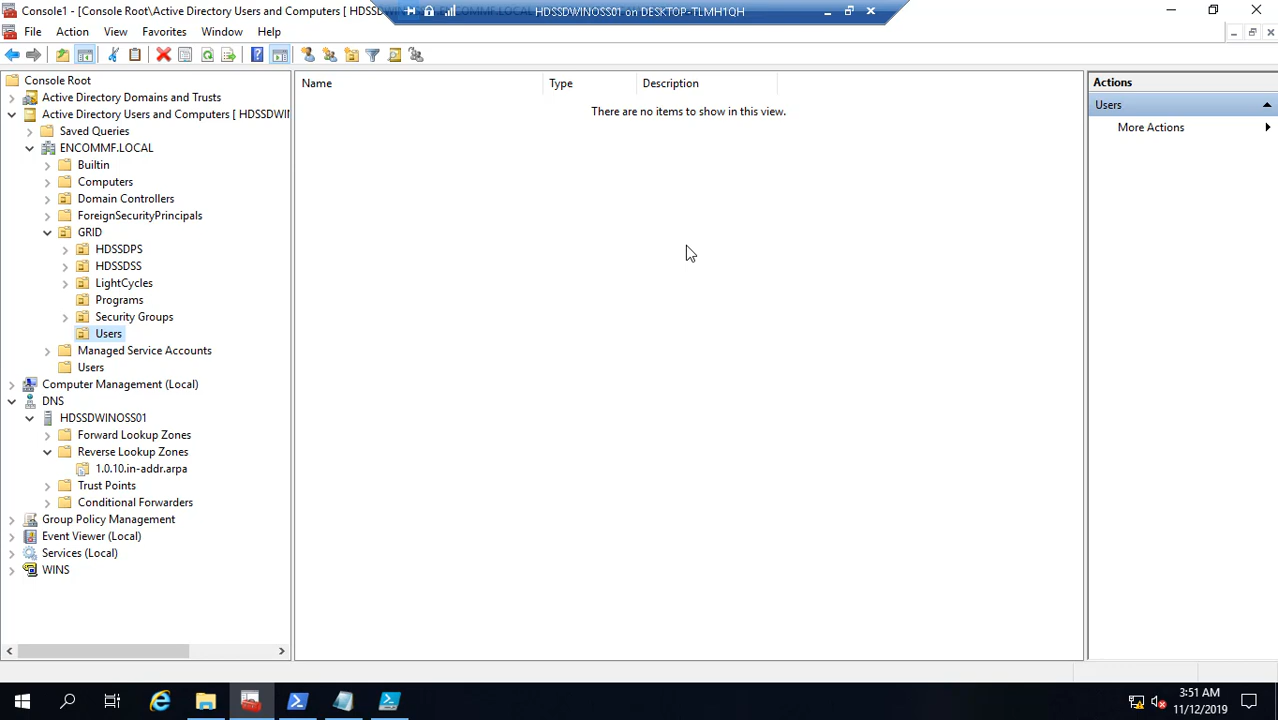 Console1 - [Console Root\Active Directory Users and Computers [ HDSSDWINOSS01.ENCOMMF.LOCAL
HDSSDWINOSS01 on DESKTOP-TLMH1QH
File Action View Favorites Window Help
Console Root
Active Directory Domains and Trusts
Active Directory Users and Computers [ HDSSDWI
Saved Queries
ENCOMMF.LOCAL
Builtin
Computers
Domain Controllers
ForeignSecurityPrincipals
GRID
HDSSDPS
HDSSDSS
LightCycles
Programs
Security Groups
Users
Managed Service Accounts
Users
Computer Management (Local)
DNS
HDSSDWINOSS01
Forward Lookup Zones
Reverse Lookup Zones
1.0.10.in-addr.arpa
Trust Points
Conditional Forwarders
Group Policy Management
Event Viewer (Local)
Services (Local)
WINS
Name Type Description
There are no items to show in this view.
Actions
Users
More Actions
3:51 AM
11/12/2019